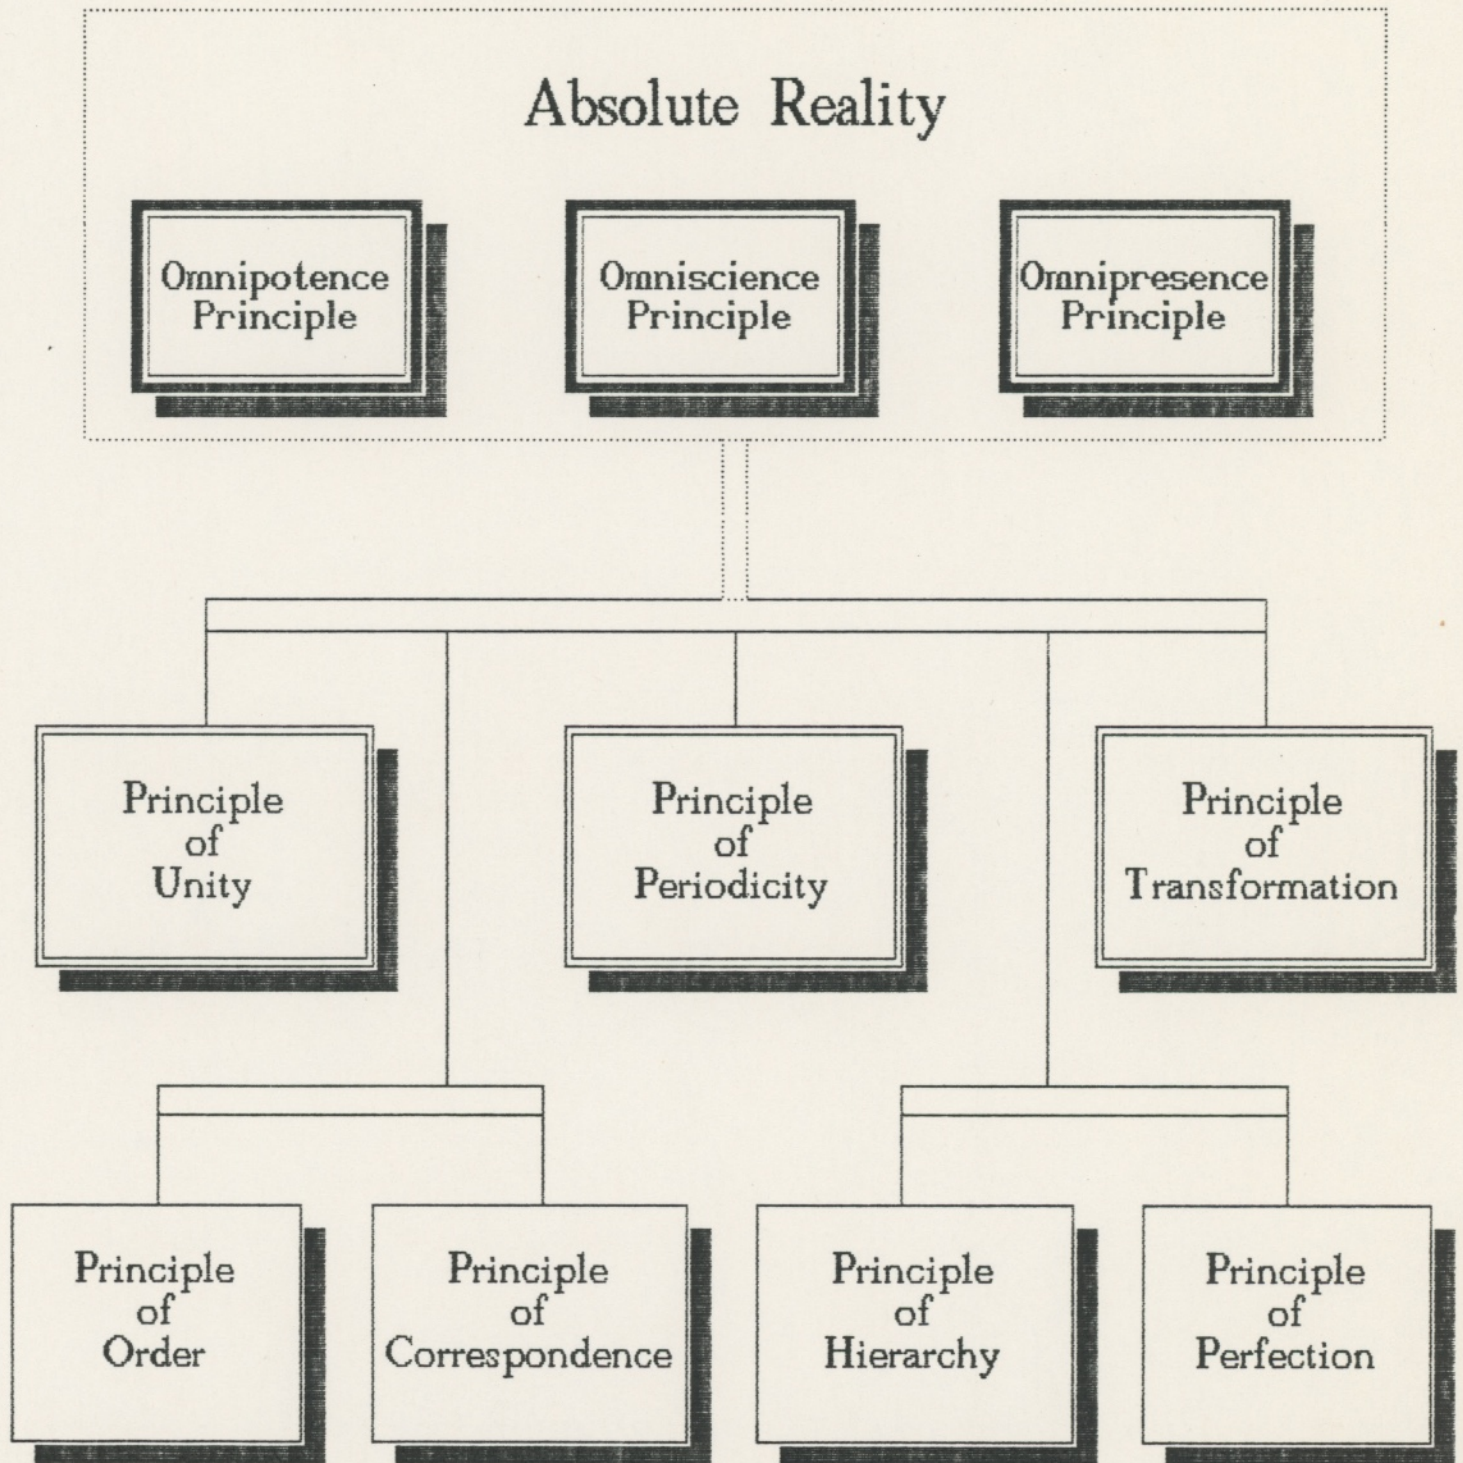 Absolute Reality
Omnipotence
Principle
Omniscience
Principle
Omnipresence
Principle
Principle
of
Unity
Principle
of
Periodicity
Principle
of
Transformation
Principle
of
Order
Principle
of
Correspondence
Principle
of
Hierarchy
Principle
of
Perfection